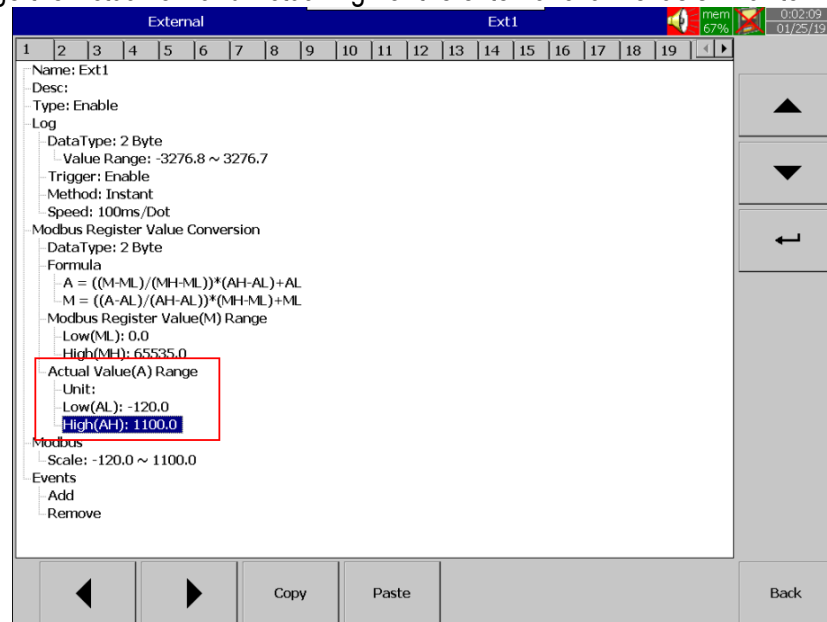 External Ext1 mem 67% 0:02:09 01/25/19
1 2 3 4 5 6 7 8 9 10 11 12 13 14 15 16 17 18 19
Name: Ext1
Desc:
Type: Enable
Log
DataType: 2 Byte
Value Range: -3276.8 ~ 3276.7
Trigger: Enable
Method: Instant
Speed: 100ms/Dot
Modbus Register Value Conversion
DataType: 2 Byte
Formula
A = ((M-ML)/(MH-ML))*(AH-AL)+AL
M = ((A-AL)/(AH-AL))*(MH-ML)+ML
Modbus Register Value(M) Range
Low(ML): 0.0
High(MH): 65535.0
Actual Value(A) Range
Unit:
Low(AL): -120.0
High(AH): 1100.0
Modbus
Scale: -120.0 ~ 1100.0
Events
Add
Remove
Copy Paste Back